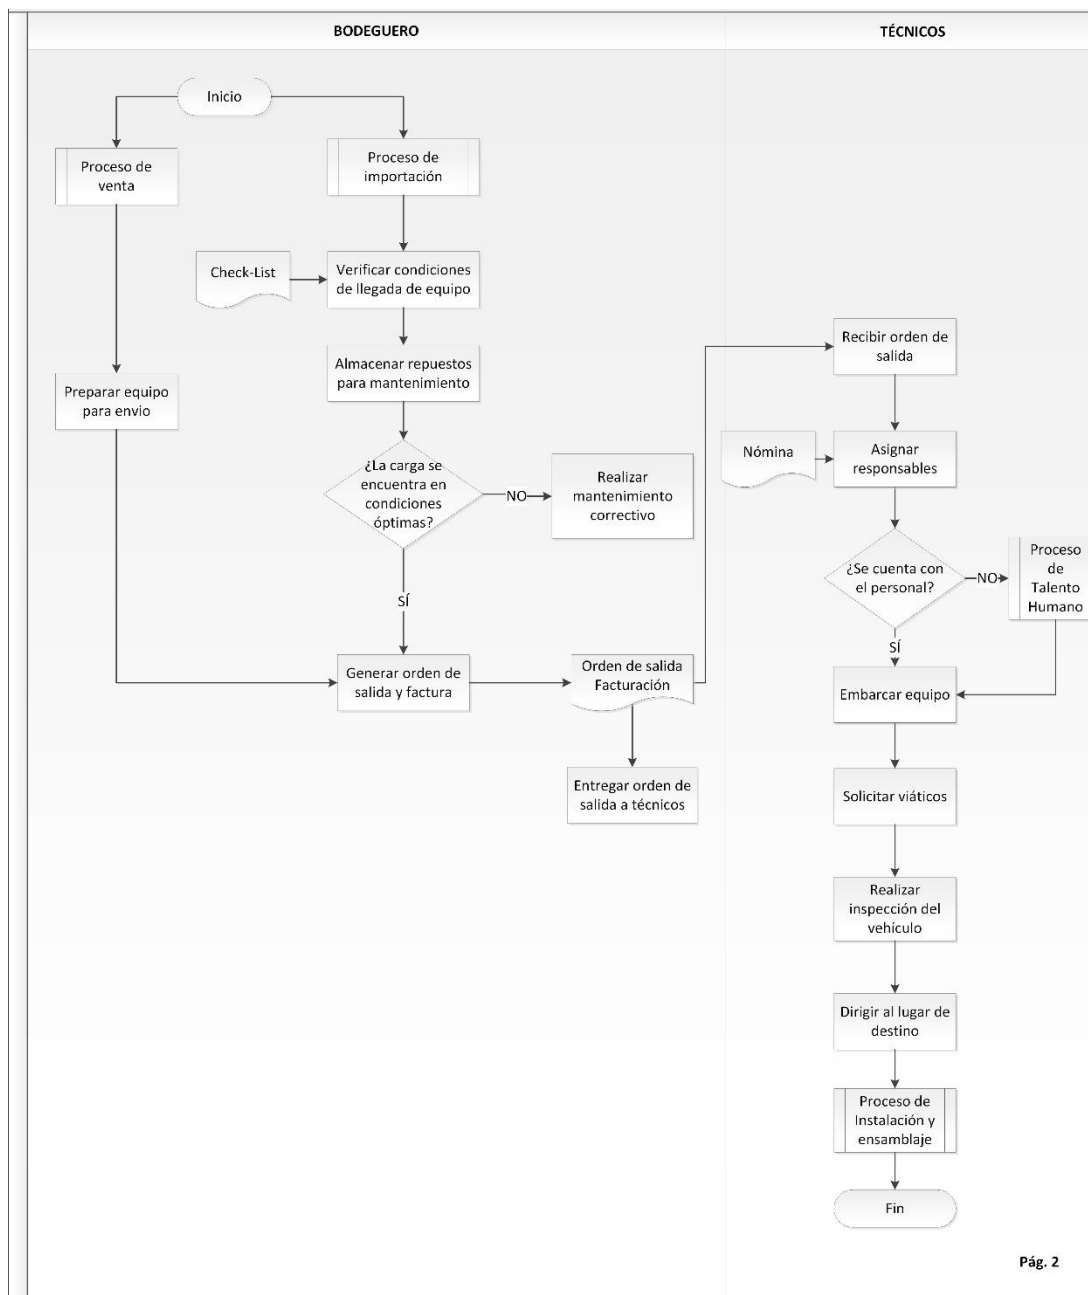 BODEGUERO
TÉCNICOS
Inicio
Proceso de
venta
Proceso de
importación
Check-List
Verificar condiciones
de llegada de equipo
Almacenar repuestos
para mantenimiento
Preparar equipo
para envio
¿La carga se
encuentra en
condiciones
óptimas?
NO
Realizar
mantenimiento
correctivo
SÍ
Generar orden de
salida y factura
Orden de salida
Facturación
Entregar orden de
salida a técnicos
Recibir orden de
salida
Nómina
Asignar
responsables
¿Se cuenta con
el personal?
NO
Proceso
de
Talento
Humano
SÍ
Embarcar equipo
Solicitar viáticos
Realizar
inspección del
vehículo
Dirigir al lugar de
destino
Proceso de
Instalación y
ensamblaje
Fin
Pág. 2